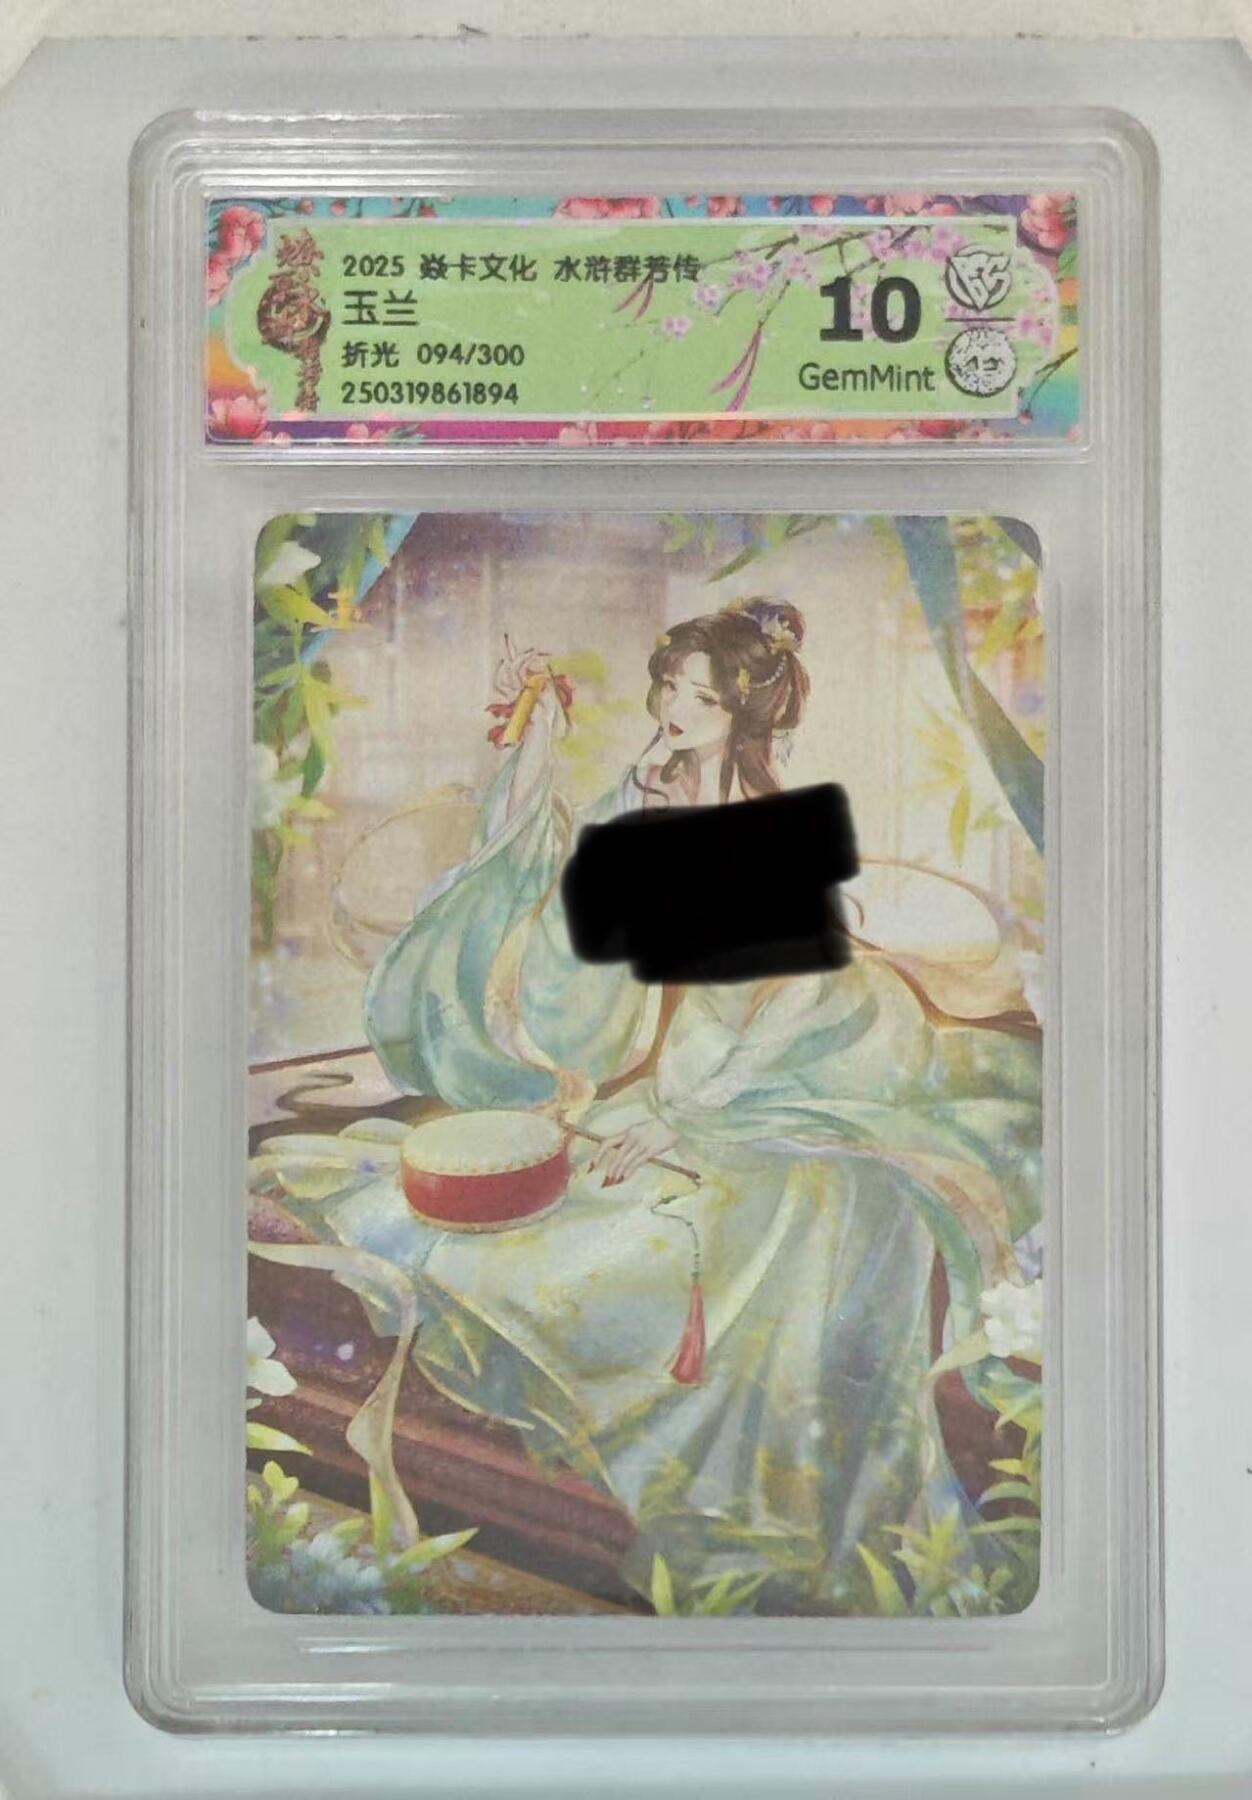 2025 焱卡文化 水浒群芳传
玉兰
折光 094/300
250319861894
10
GemMint